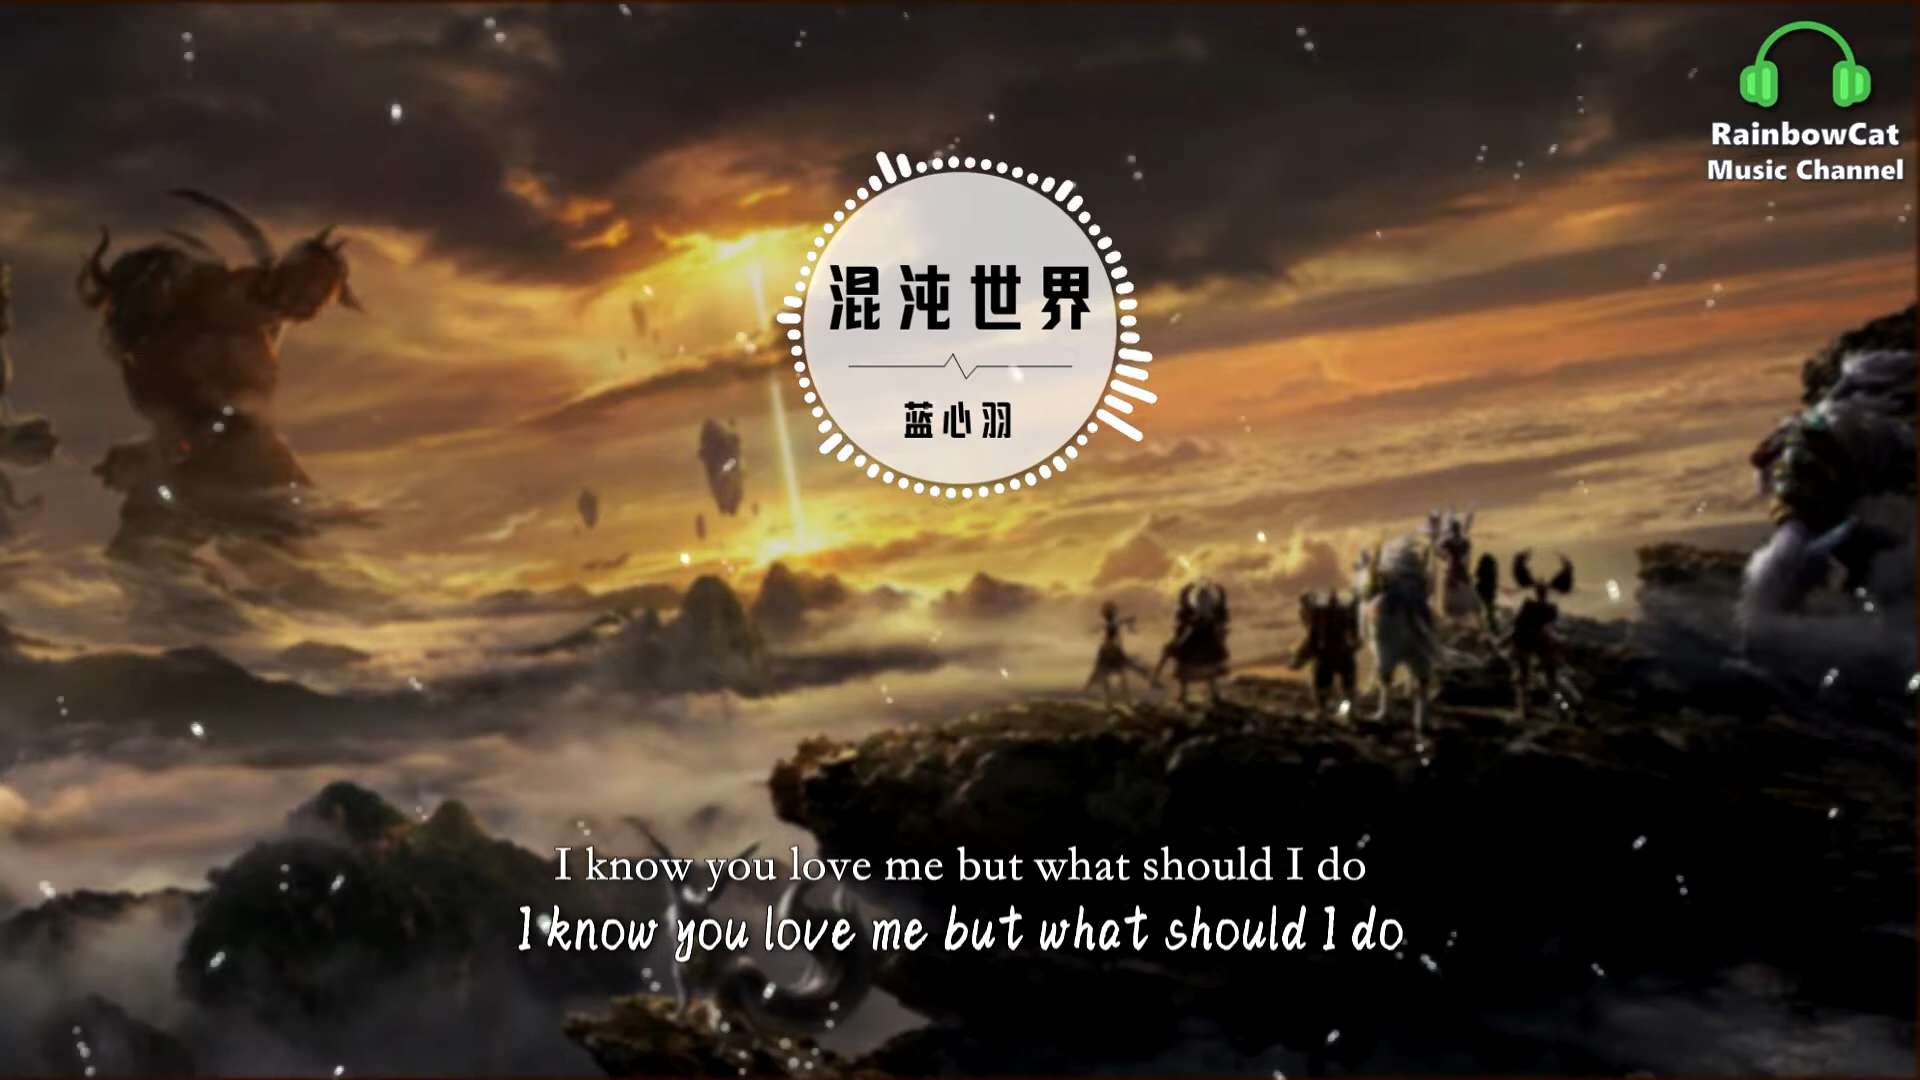 RainbowCat
Music Channel
混沌世界
蓝心羽
I know you love me but what should I do
I know you love me but what should I do